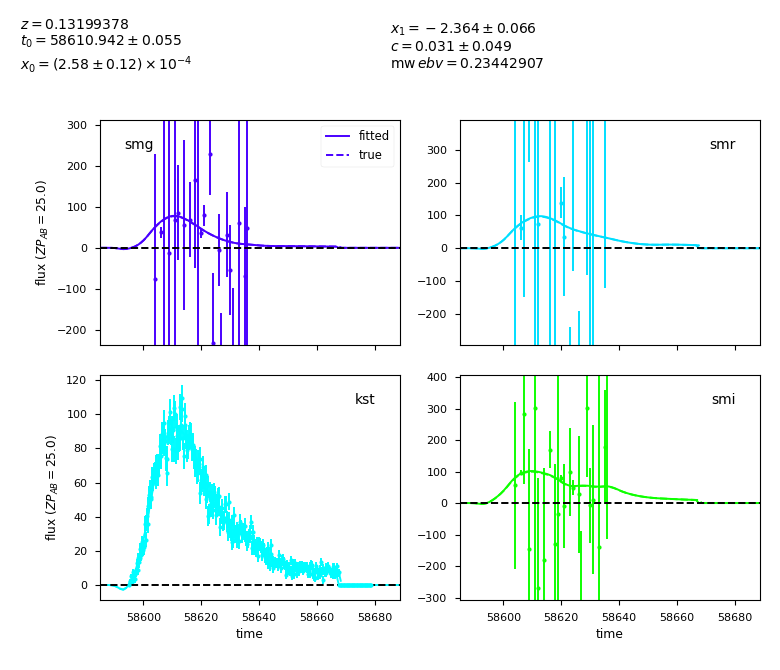 z = 0.13199378
t₀ = 58610.942 ± 0.055
x₀ = (2.58 ± 0.12) × 10⁻⁴
x₁ = −2.364 ± 0.066
c = 0.031 ± 0.049
mw ebv = 0.23442907
smg
fitted
true
300
200
100
0
−100
−200
flux (ZP_AB = 25.0)
smr
300
200
100
0
−100
−200
kst
120
100
80
60
40
20
0
flux (ZP_AB = 25.0)
58600 58620 58640 58660 58680
time
smi
400
300
200
100
0
−100
−200
−300
58600 58620 58640 58660 58680
time